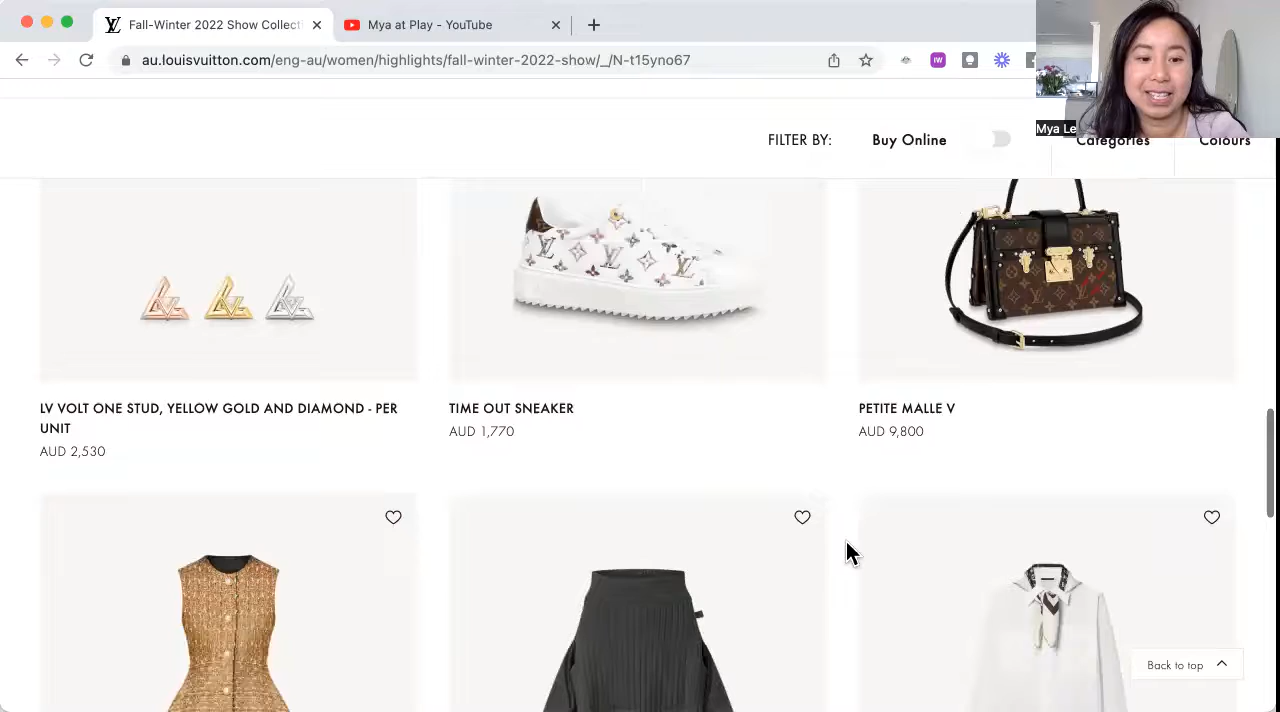 Fall-Winter 2022 Show Collecti
Mya at Play - YouTube
au.louisvuitton.com/eng-au/women/highlights/fall-winter-2022-show/_/N-t15yno67
IW
Mya Le
FILTER BY:
Buy Online
Categories
Colours
LV VOLT ONE STUD, YELLOW GOLD AND DIAMOND - PER
UNIT
AUD 2,530
TIME OUT SNEAKER
AUD 1,770
PETITE MALLE V
AUD 9,800
Back to top